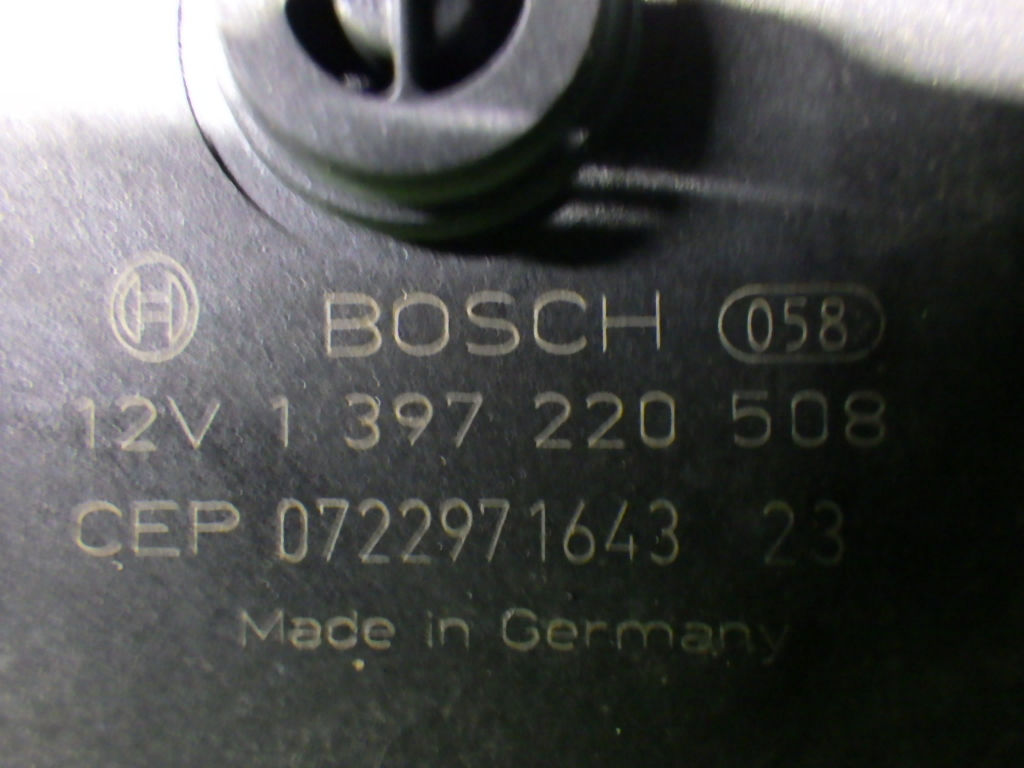 BOSCH 058
12V 1 397 220 508
CEP 0722971643 23
Made in Germany